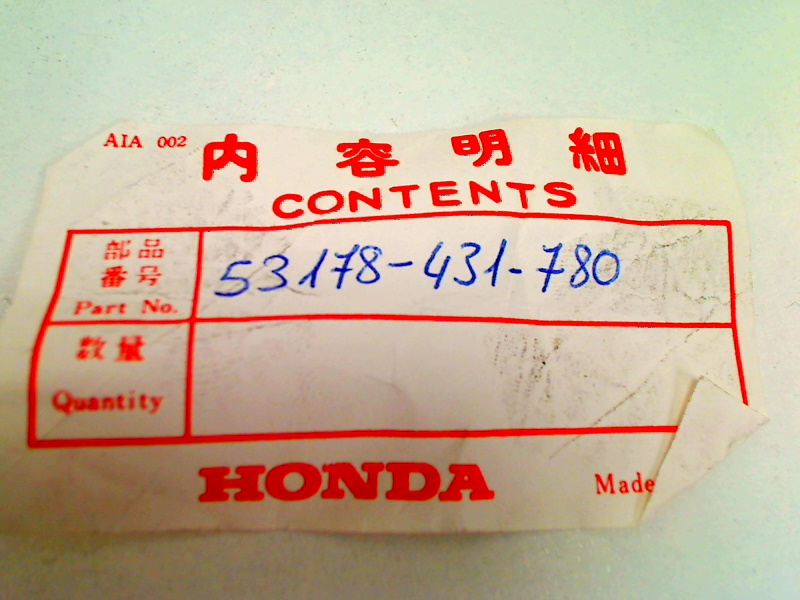 AIA 002
内容明細
CONTENTS
部品
番号
Part No.
53178-431-780
数量
Quantity
HONDA
Made